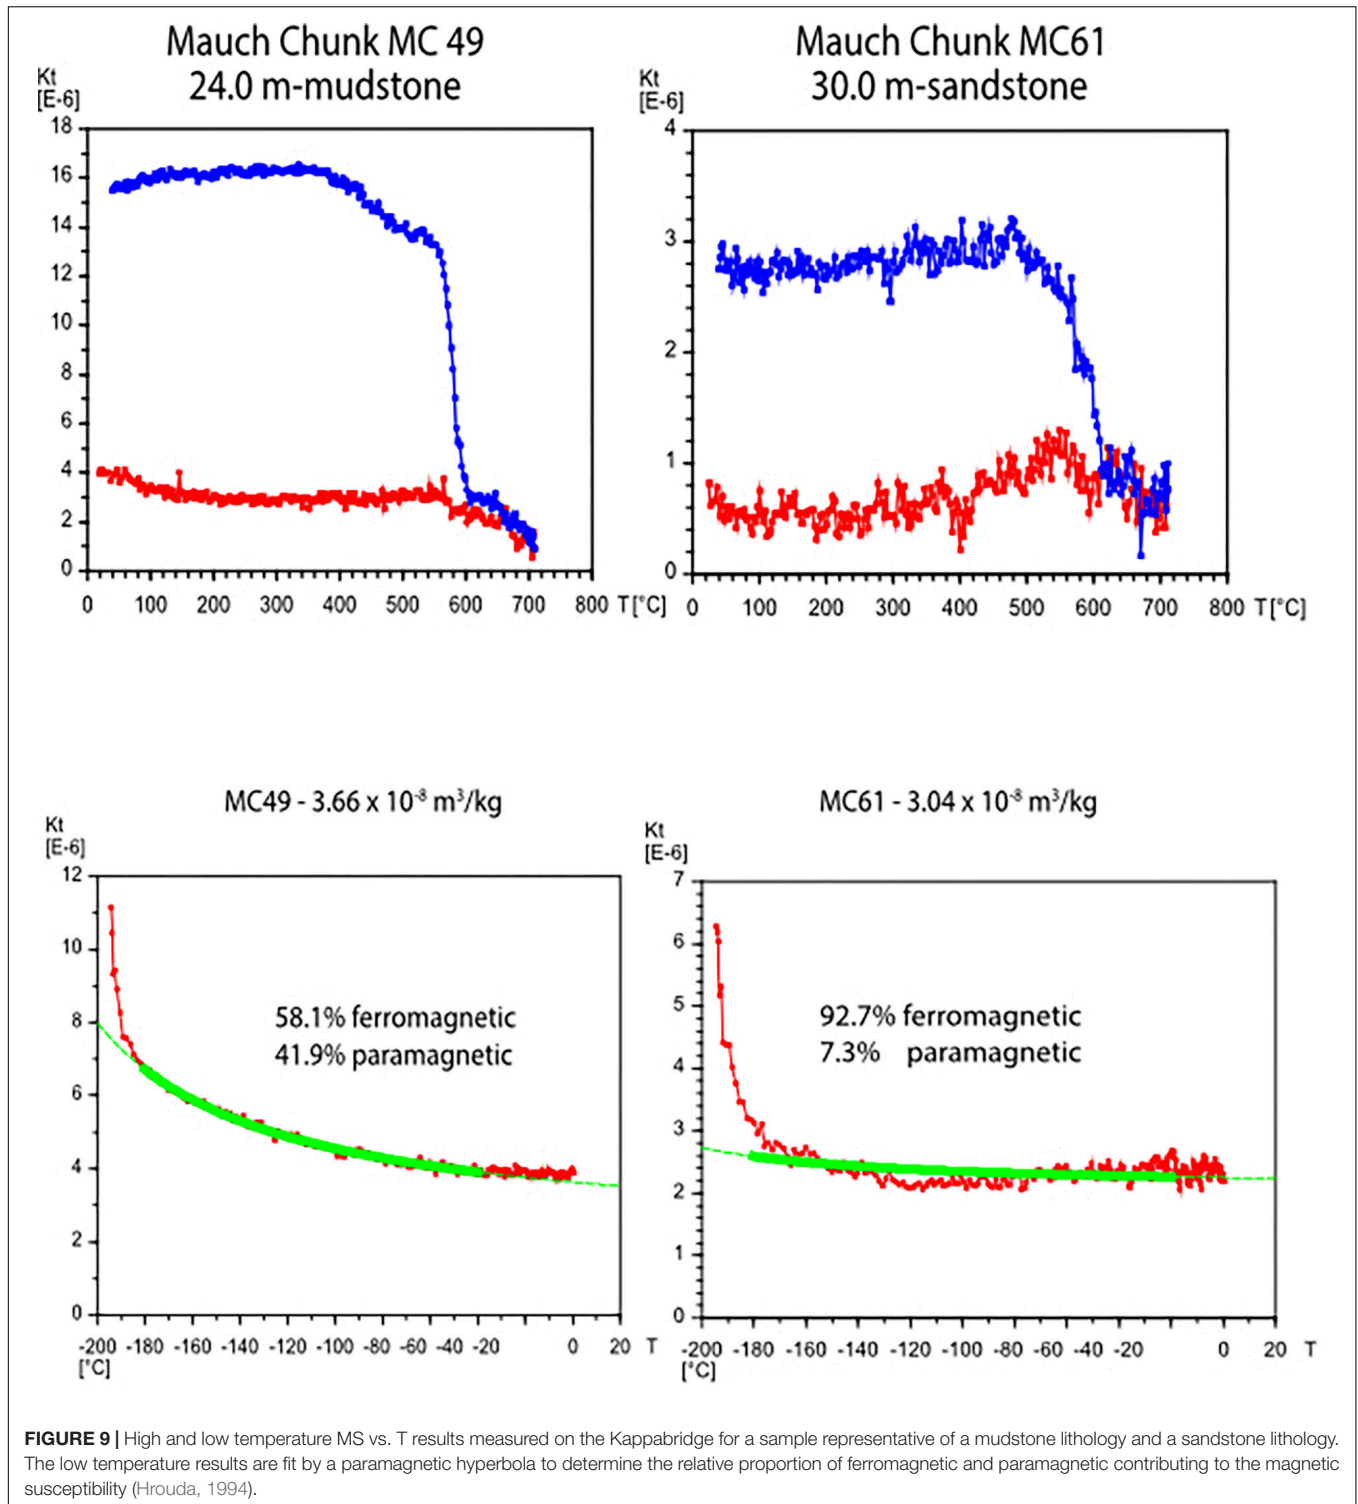 Mauch Chunk MC 49
24.0 m-mudstone
Kt
[E-6]
18
16
14
12
10
8
6
4
2
0
0 100 200 300 400 500 600 700 800 T[°C]
Mauch Chunk MC61
30.0 m-sandstone
Kt
[E-6]
4
3
2
1
0
0 100 200 300 400 500 600 700 800 T[°C]
MC49 - 3.66 x 10⁻⁸ m³/kg
Kt
[E-6]
12
10
8
6
4
2
0
58.1% ferromagnetic
41.9% paramagnetic
-200 -180 -160 -140 -120 -100 -80 -60 -40 -20 0 20 T
[°C]
MC61 - 3.04 x 10⁻⁸ m³/kg
Kt
[E-6]
7
6
5
4
3
2
1
0
92.7% ferromagnetic
7.3% paramagnetic
-200 -180 -160 -140 -120 -100 -80 -60 -40 -20 0 20 T
[°C]
FIGURE 9 | High and low temperature MS vs. T results measured on the Kappabridge for a sample representative of a mudstone lithology and a sandstone lithology.
The low temperature results are fit by a paramagnetic hyperbola to determine the relative proportion of ferromagnetic and paramagnetic contributing to the magnetic
susceptibility (Hrouda, 1994).